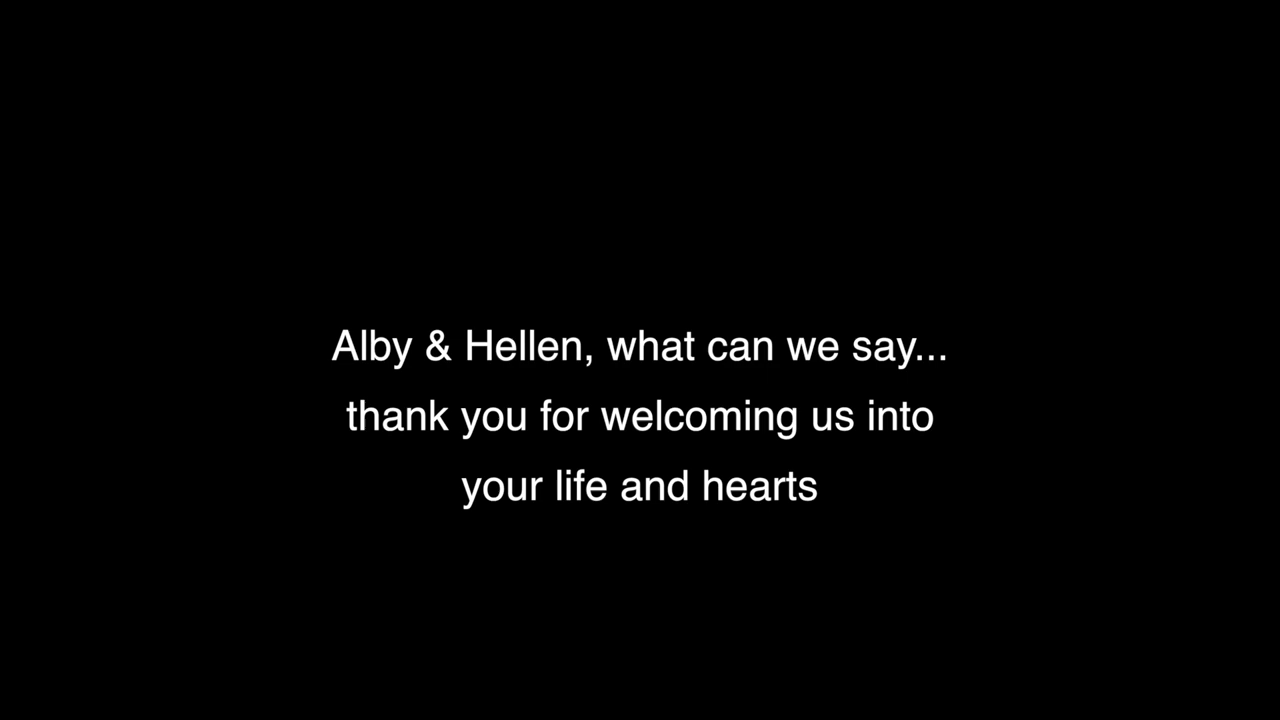 Alby & Hellen, what can we say...
thank you for welcoming us into
your life and hearts